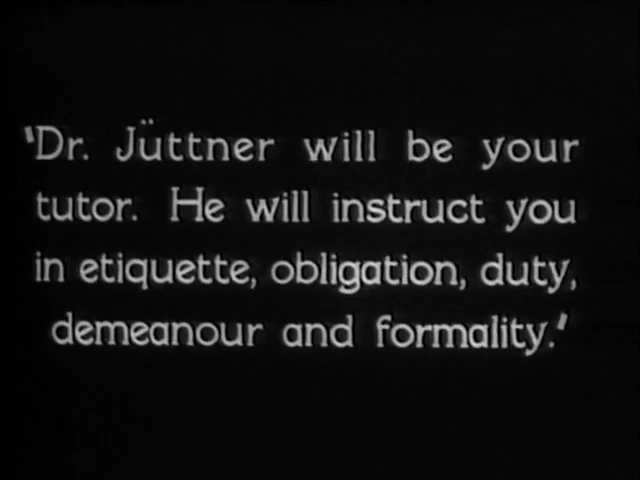 'Dr. Jüttner will be your
tutor. He will instruct you
in etiquette, obligation, duty,
demeanour and formality.'